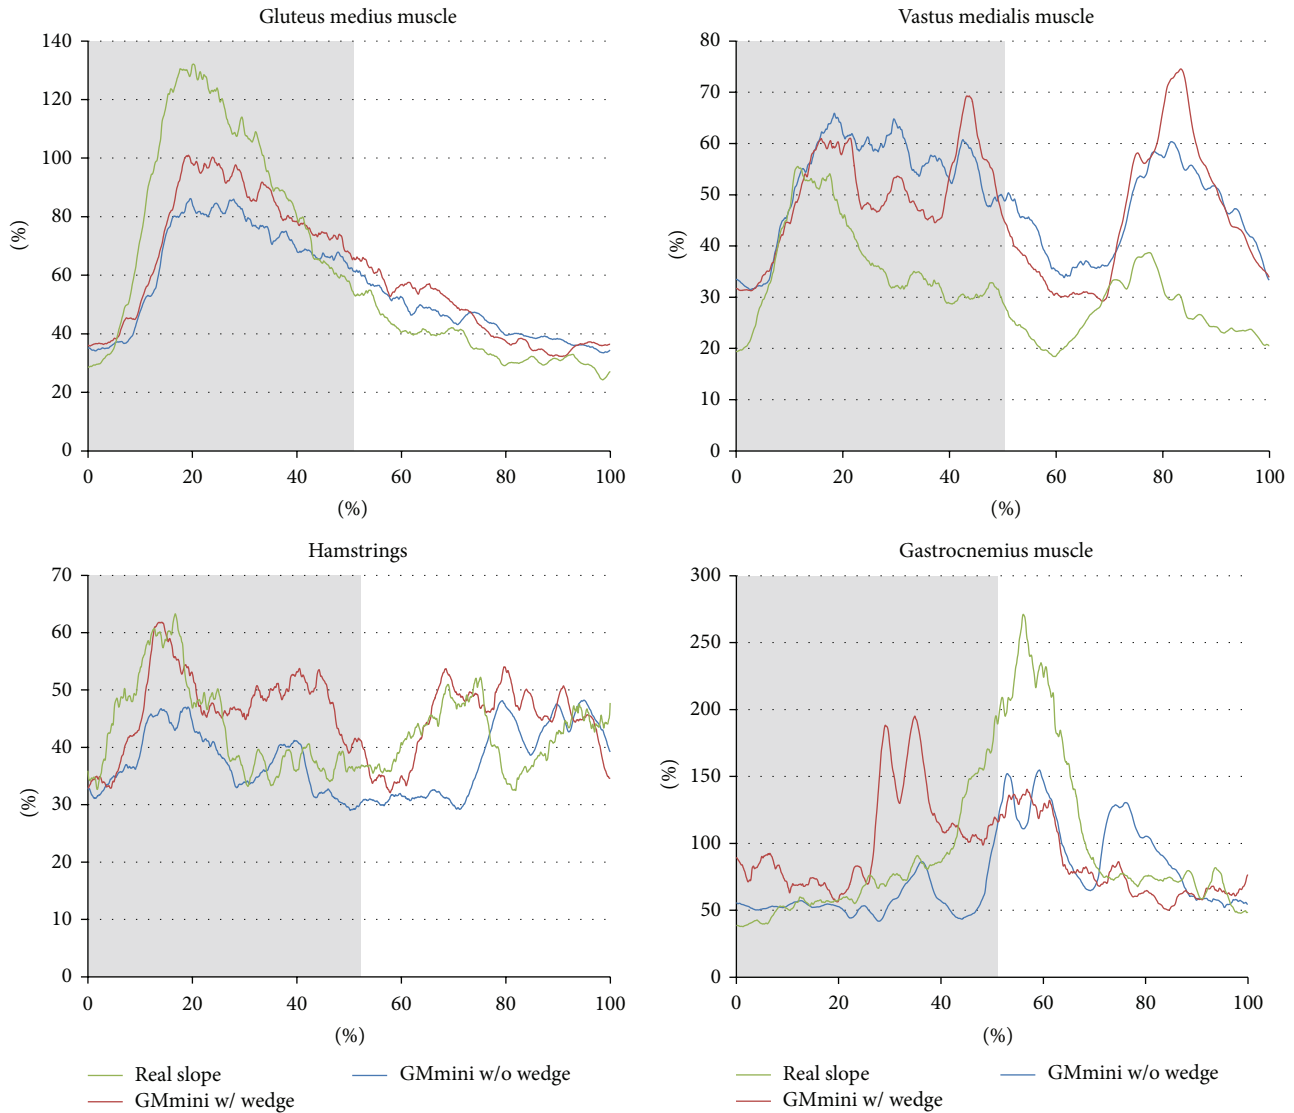 Gluteus medius muscle
140
120
100
80
60
40
20
0
(%)
0 20 40 60 80 100
(%)
Vastus medialis muscle
80
70
60
50
40
30
20
10
0
(%)
0 20 40 60 80 100
(%)
Hamstrings
70
60
50
40
30
20
10
0
(%)
0 20 40 60 80 100
(%)
Gastrocnemius muscle
300
250
200
150
100
50
0
(%)
0 20 40 60 80 100
(%)
Real slope
GMmini w/o wedge
GMmini w/ wedge
Real slope
GMmini w/o wedge
GMmini w/ wedge